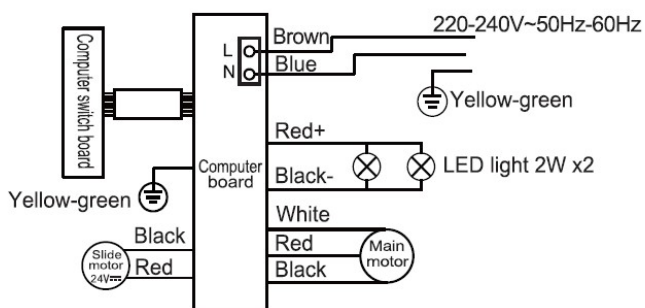 220-240V~50Hz-60Hz
Brown
L
N
Blue
Yellow-green
Computer switch board
Red+
LED light 2W x2
Computer
board
Black-
Yellow-green
White
Black
Red
Main
motor
Slide
motor
24V⎓
Red
Black